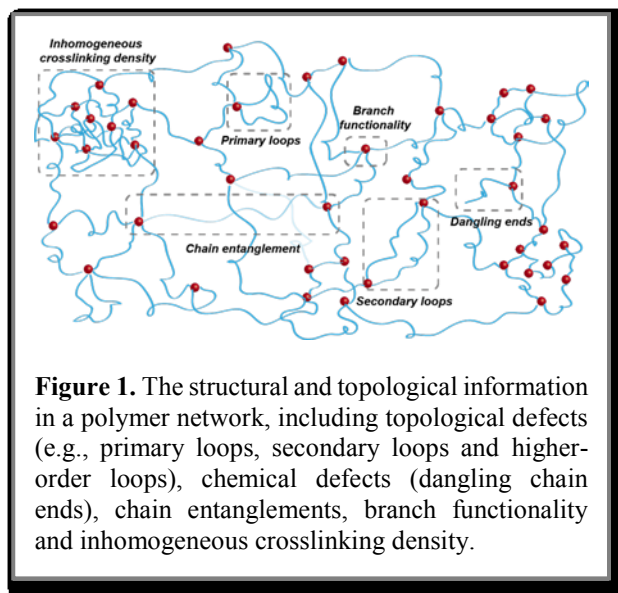 Inhomogeneous
crosslinking density
Primary loops
Branch
functionality
Dangling ends
Chain entanglement
Secondary loops
Figure 1. The structural and topological information
in a polymer network, including topological defects
(e.g., primary loops, secondary loops and higher-
order loops), chemical defects (dangling chain
ends), chain entanglements, branch functionality
and inhomogeneous crosslinking density.